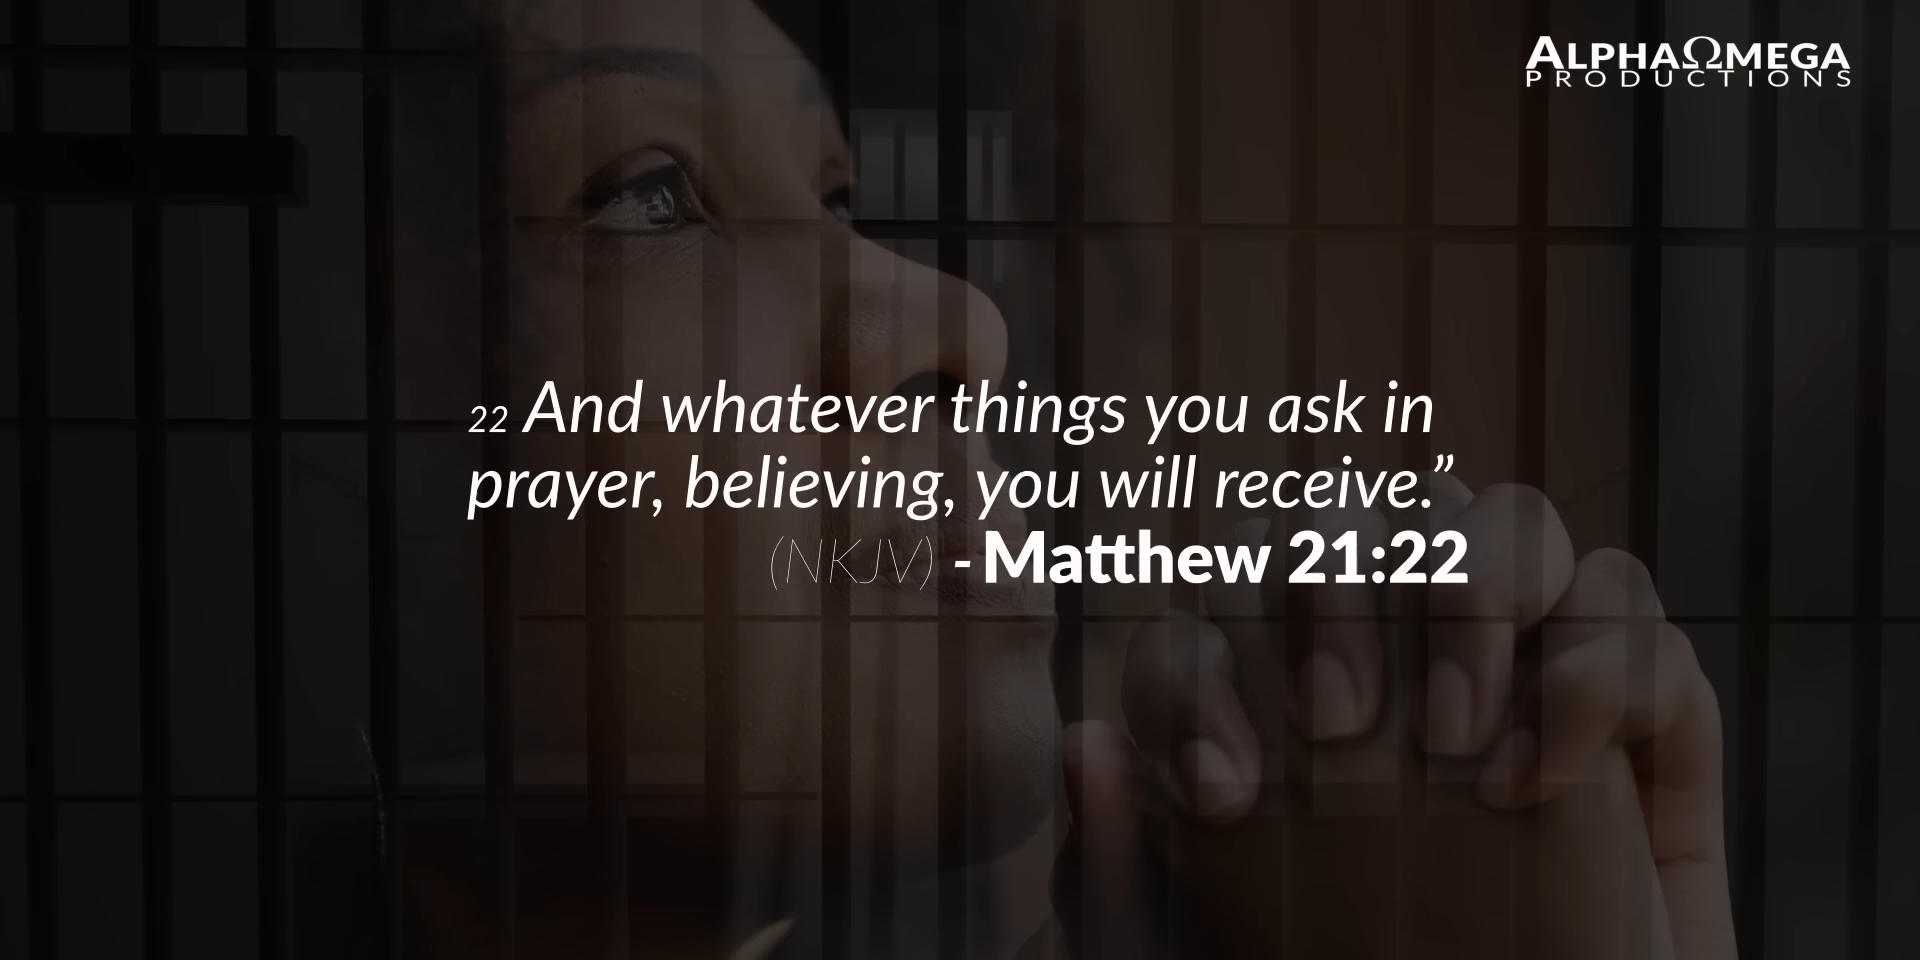 ALPHAΩMEGA
PRODUCTIONS
22 And whatever things you ask in
prayer, believing, you will receive.”
(NKJV) - Matthew 21:22